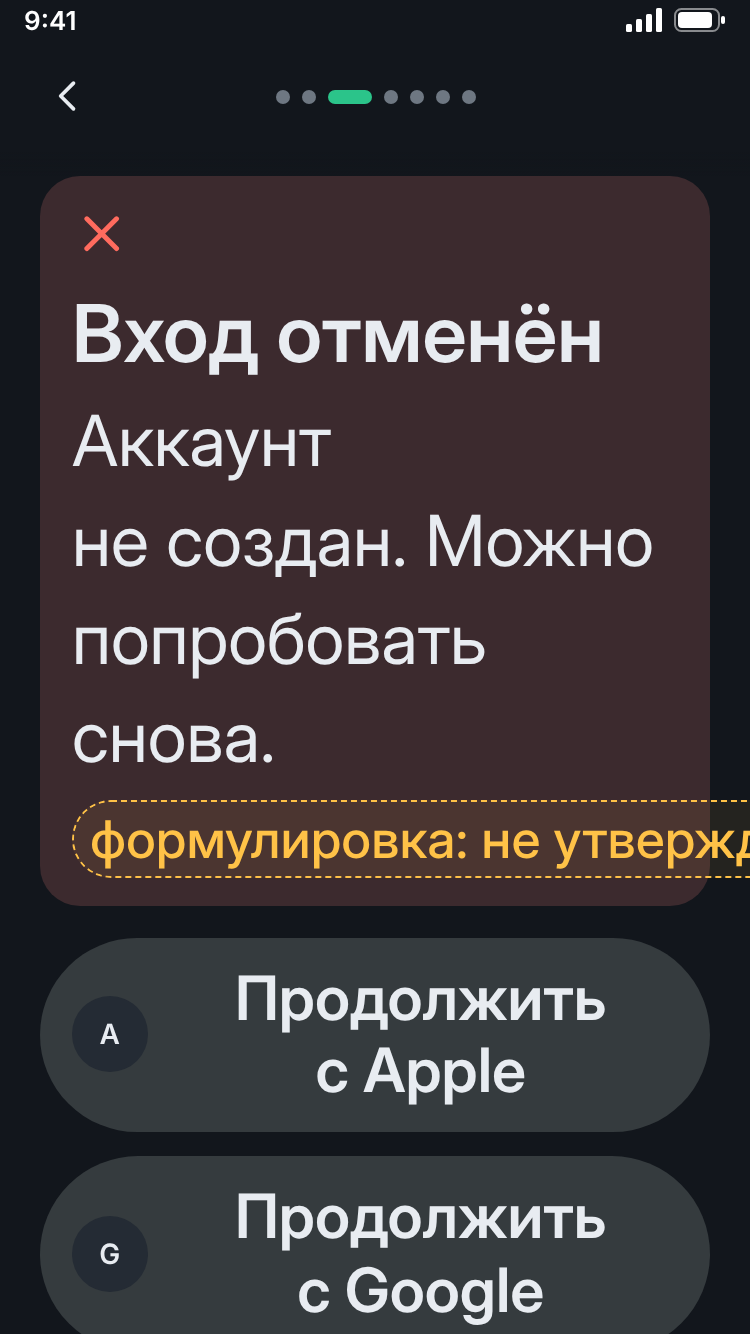 9:41
Вход отменён
Аккаунт
не создан. Можно
попробовать
снова.
формулировка: не утвержд
A
Продолжить
с Apple
G
Продолжить
с Google